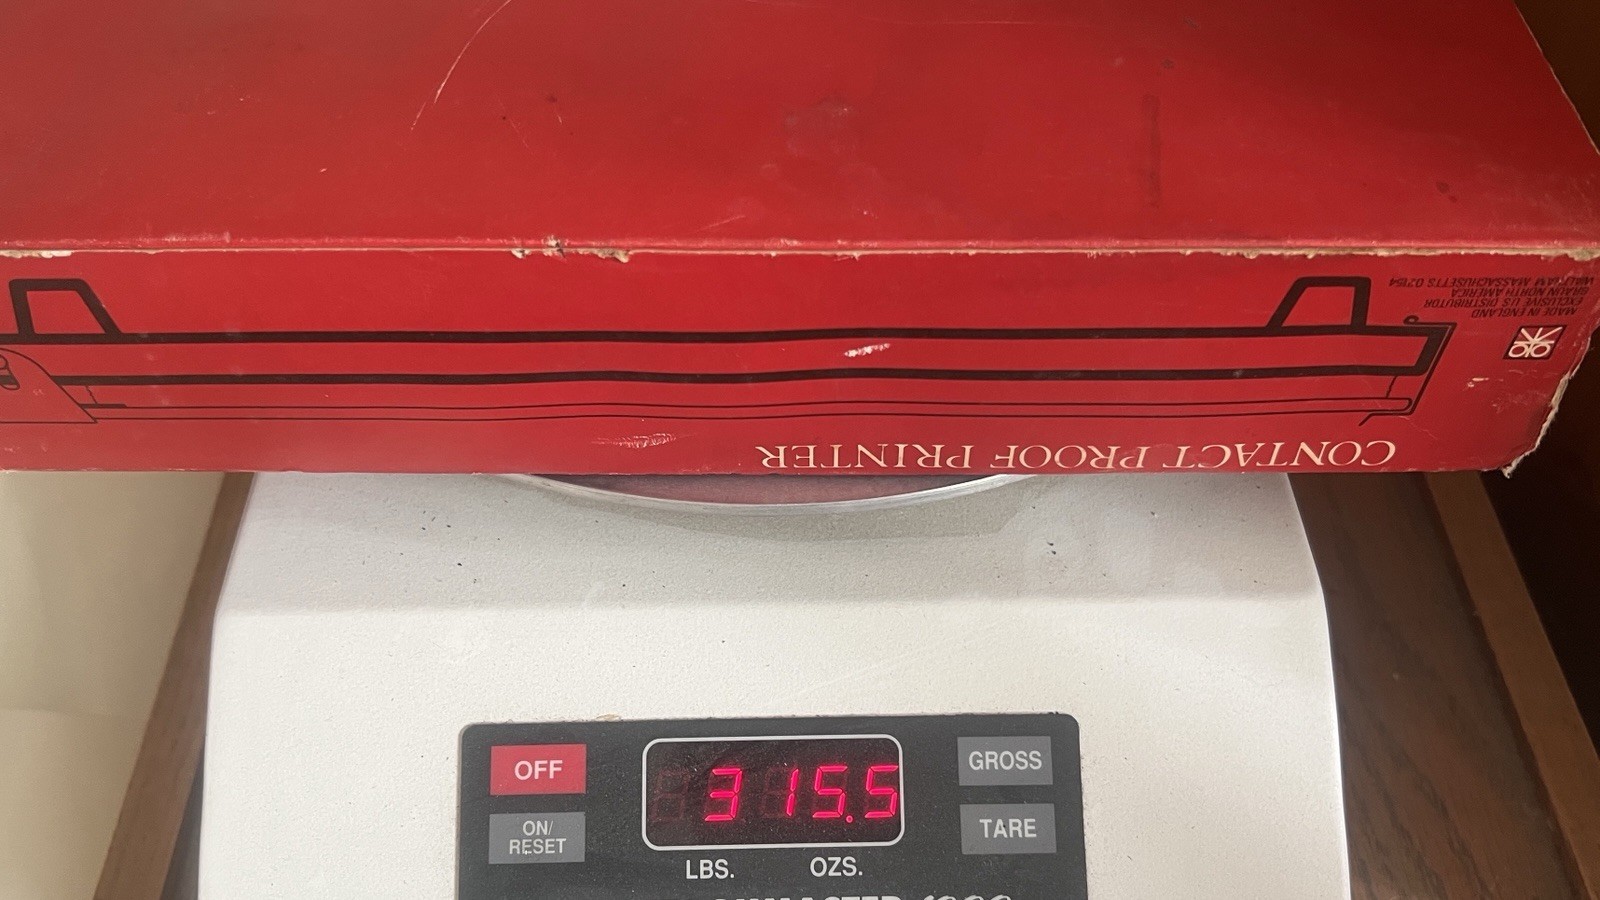 MADE IN ENGLAND
EXCLUSIVE U S DISTRIBUTOR
BRAUN NORTH AMERICA
WALTHAM MASSACHUSETTS 02154
CONTACT PROOF PRINTER
OFF
ON/
RESET
3 15.5
LBS. OZS.
GROSS
TARE